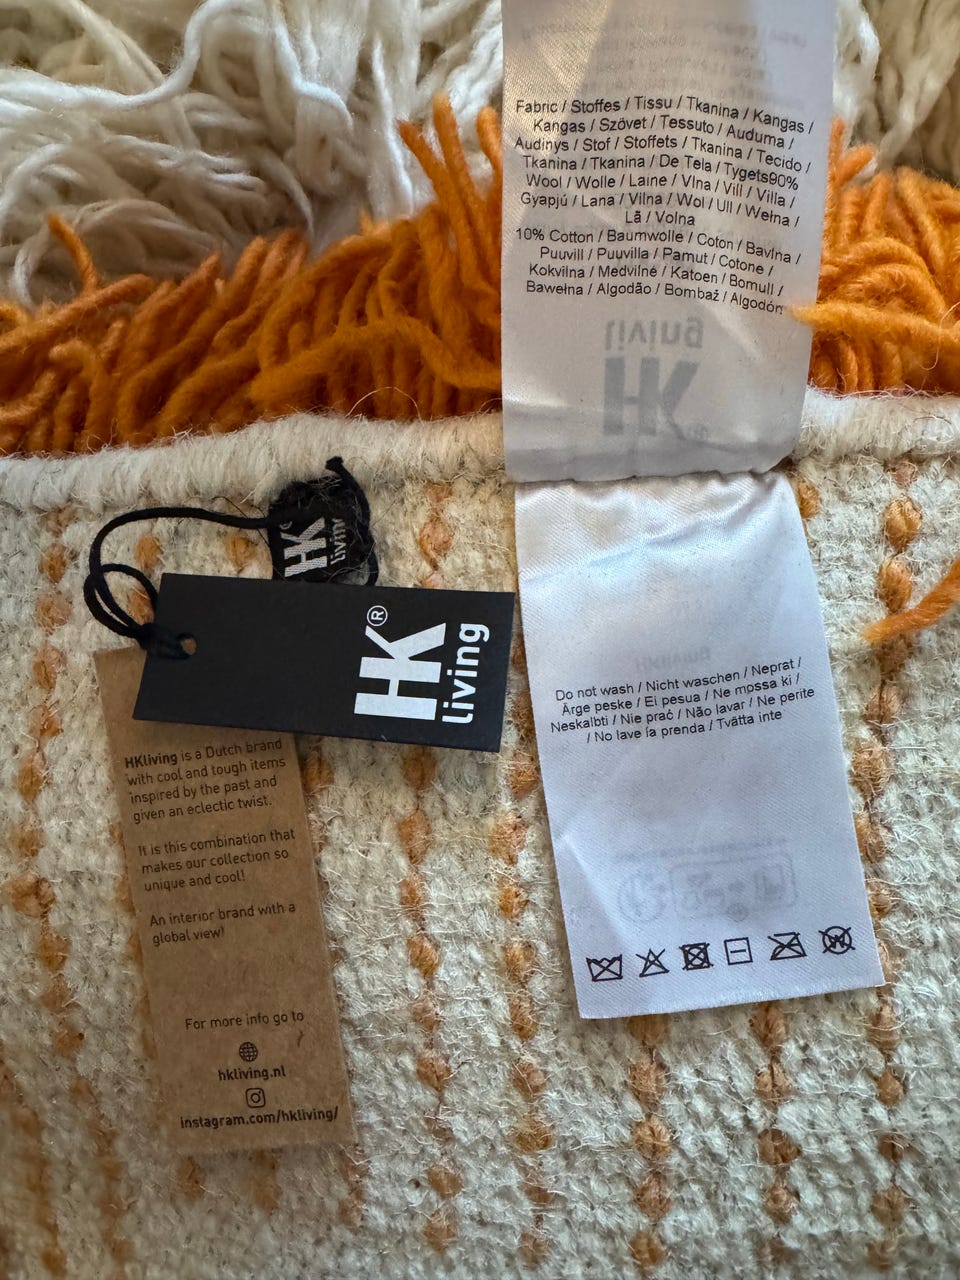 Fabric / Stoffes / Tissu / Tkanina / Kangas /
Kangas / Szövet / Tessuto / Auduma /
Audinys / Stof / Stoffets / Tkanina / Tecido /
Tkanina / Tkanina / De Tela / Tygets90%
Wool / Wolle / Laine / Vlna / Vill / Villa /
Gyapjú / Lana / Vilna / Wol / Ull / Wełna /
Lã / Volna
10% Cotton / Baumwolle / Coton / Bavlna /
Puuvill / Puuvilla / Pamut / Cotone /
Kokvilna / Medvilnė / Katoen / Bomull /
Bawełna / Algodão / Bombaž / Algodón
HK living
HK®
living
HK®
living
HKliving is a Dutch brand
with cool and tough items
inspired by the past and
given an eclectic twist.
It is this combination that
makes our collection so
unique and cool!
An interior brand with a
global view!
For more info go to
hkliving.nl
instagram.com/hkliving/
Do not wash / Nicht waschen / Neprat /
Ärge peske / Ei pesua / Ne mossa ki /
Neskalbti / Nie prać / Não lavar / Ne perite
/ No lave la prenda / Tvätta inte
W